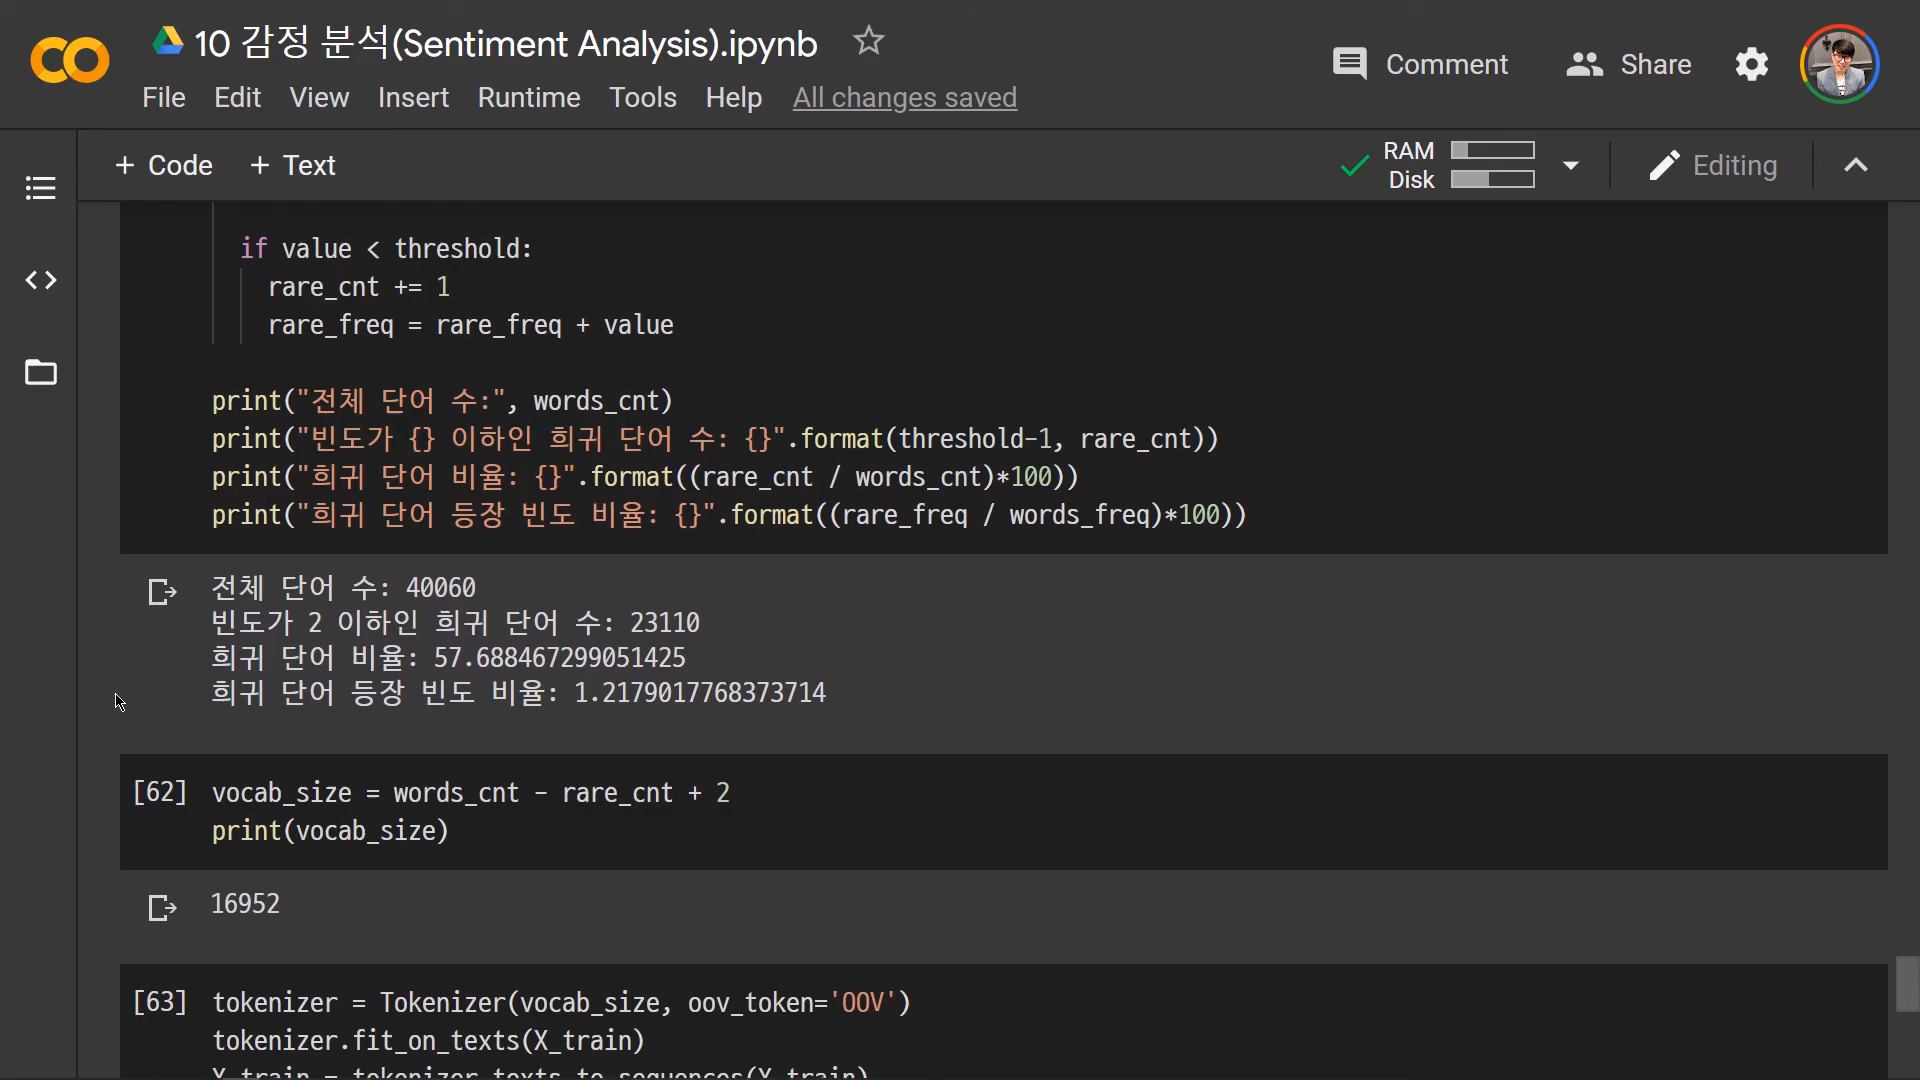 10 감정 분석(Sentiment Analysis).ipynb
Comment
Share
File Edit View Insert Runtime Tools Help All changes saved
+ Code + Text
RAM
Disk
Editing
if value < threshold:
rare_cnt += 1
rare_freq = rare_freq + value
print("전체 단어 수:", words_cnt)
print("빈도가 {} 이하인 희귀 단어 수: {}".format(threshold-1, rare_cnt))
print("희귀 단어 비율: {}".format((rare_cnt / words_cnt)*100))
print("희귀 단어 등장 빈도 비율: {}".format((rare_freq / words_freq)*100))
전체 단어 수: 40060
빈도가 2 이하인 희귀 단어 수: 23110
희귀 단어 비율: 57.688467299051425
희귀 단어 등장 빈도 비율: 1.2179017768373714
[62] vocab_size = words_cnt - rare_cnt + 2
print(vocab_size)
16952
[63] tokenizer = Tokenizer(vocab_size, oov_token='OOV')
tokenizer.fit_on_texts(X_train)
X_train = tokenizer.texts_to_sequences(X_train)